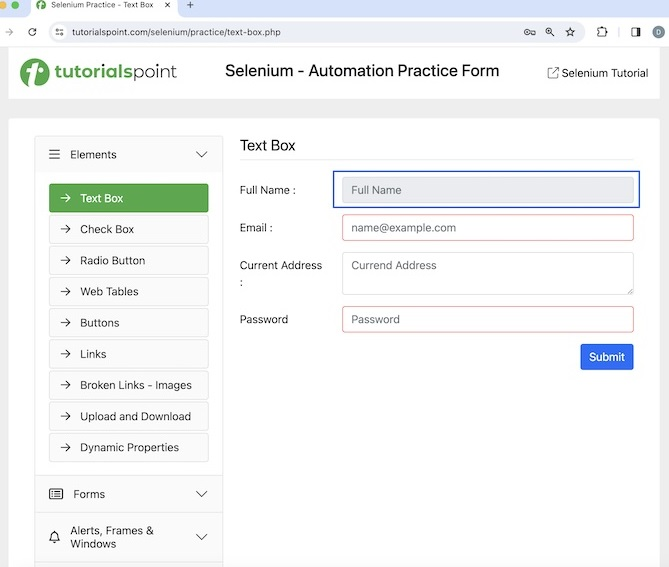 Selenium Practice - Text Box
tutorialspoint.com/selenium/practice/text-box.php
D
tutorialspoint
Selenium - Automation Practice Form
Selenium Tutorial
Elements
Text Box
Check Box
Radio Button
Web Tables
Buttons
Links
Broken Links - Images
Upload and Download
Dynamic Properties
Forms
Alerts, Frames &
Windows
Text Box
Full Name :
Full Name
Email :
name@example.com
Current Address
:
Currend Address
Password
Password
Submit